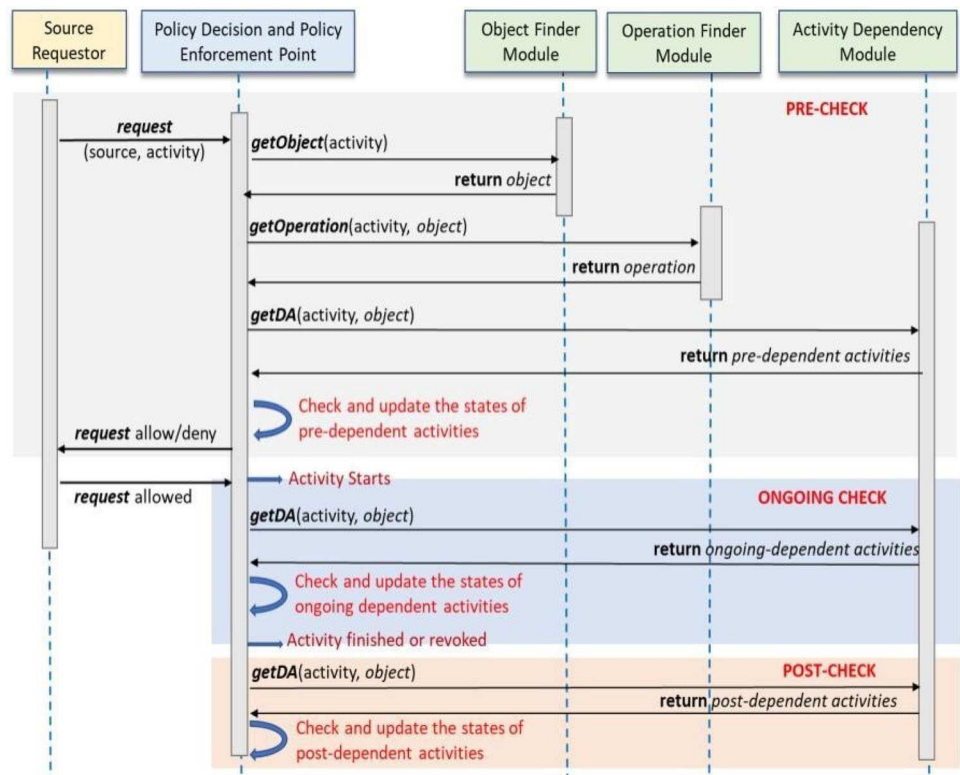 Source
Requestor
Policy Decision and Policy
Enforcement Point
Object Finder
Module
Operation Finder
Module
Activity Dependency
Module
PRE-CHECK
request
(source, activity)
getObject(activity)
return object
getOperation(activity, object)
return operation
getDA(activity, object)
return pre-dependent activities
Check and update the states of
pre-dependent activities
request allow/deny
Activity Starts
request allowed
ONGOING CHECK
getDA(activity, object)
return ongoing-dependent activities
Check and update the states of
ongoing dependent activities
Activity finished or revoked
POST-CHECK
getDA(activity, object)
return post-dependent activities
Check and update the states of
post-dependent activities